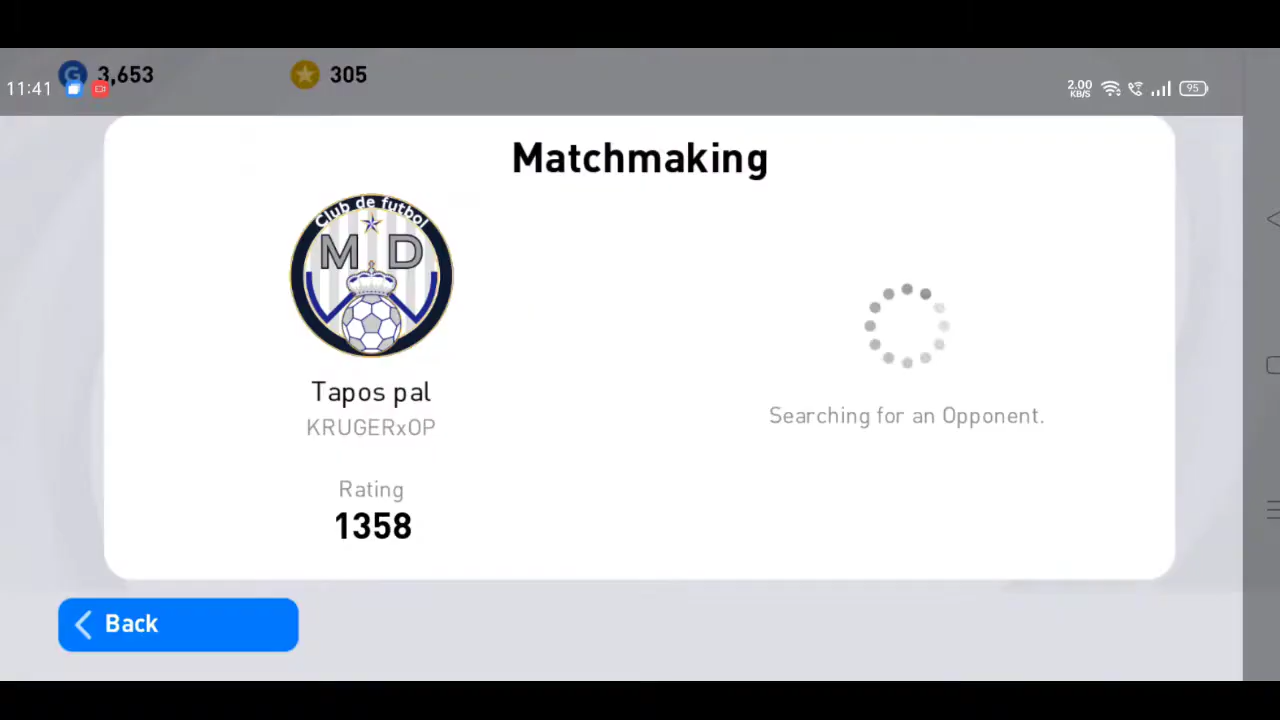 3,653
305
11:41
2.00
KB/S
95
Matchmaking
Club de futbol
M D
Tapos pal
KRUGERxOP
Searching for an Opponent.
Rating
1358
Back